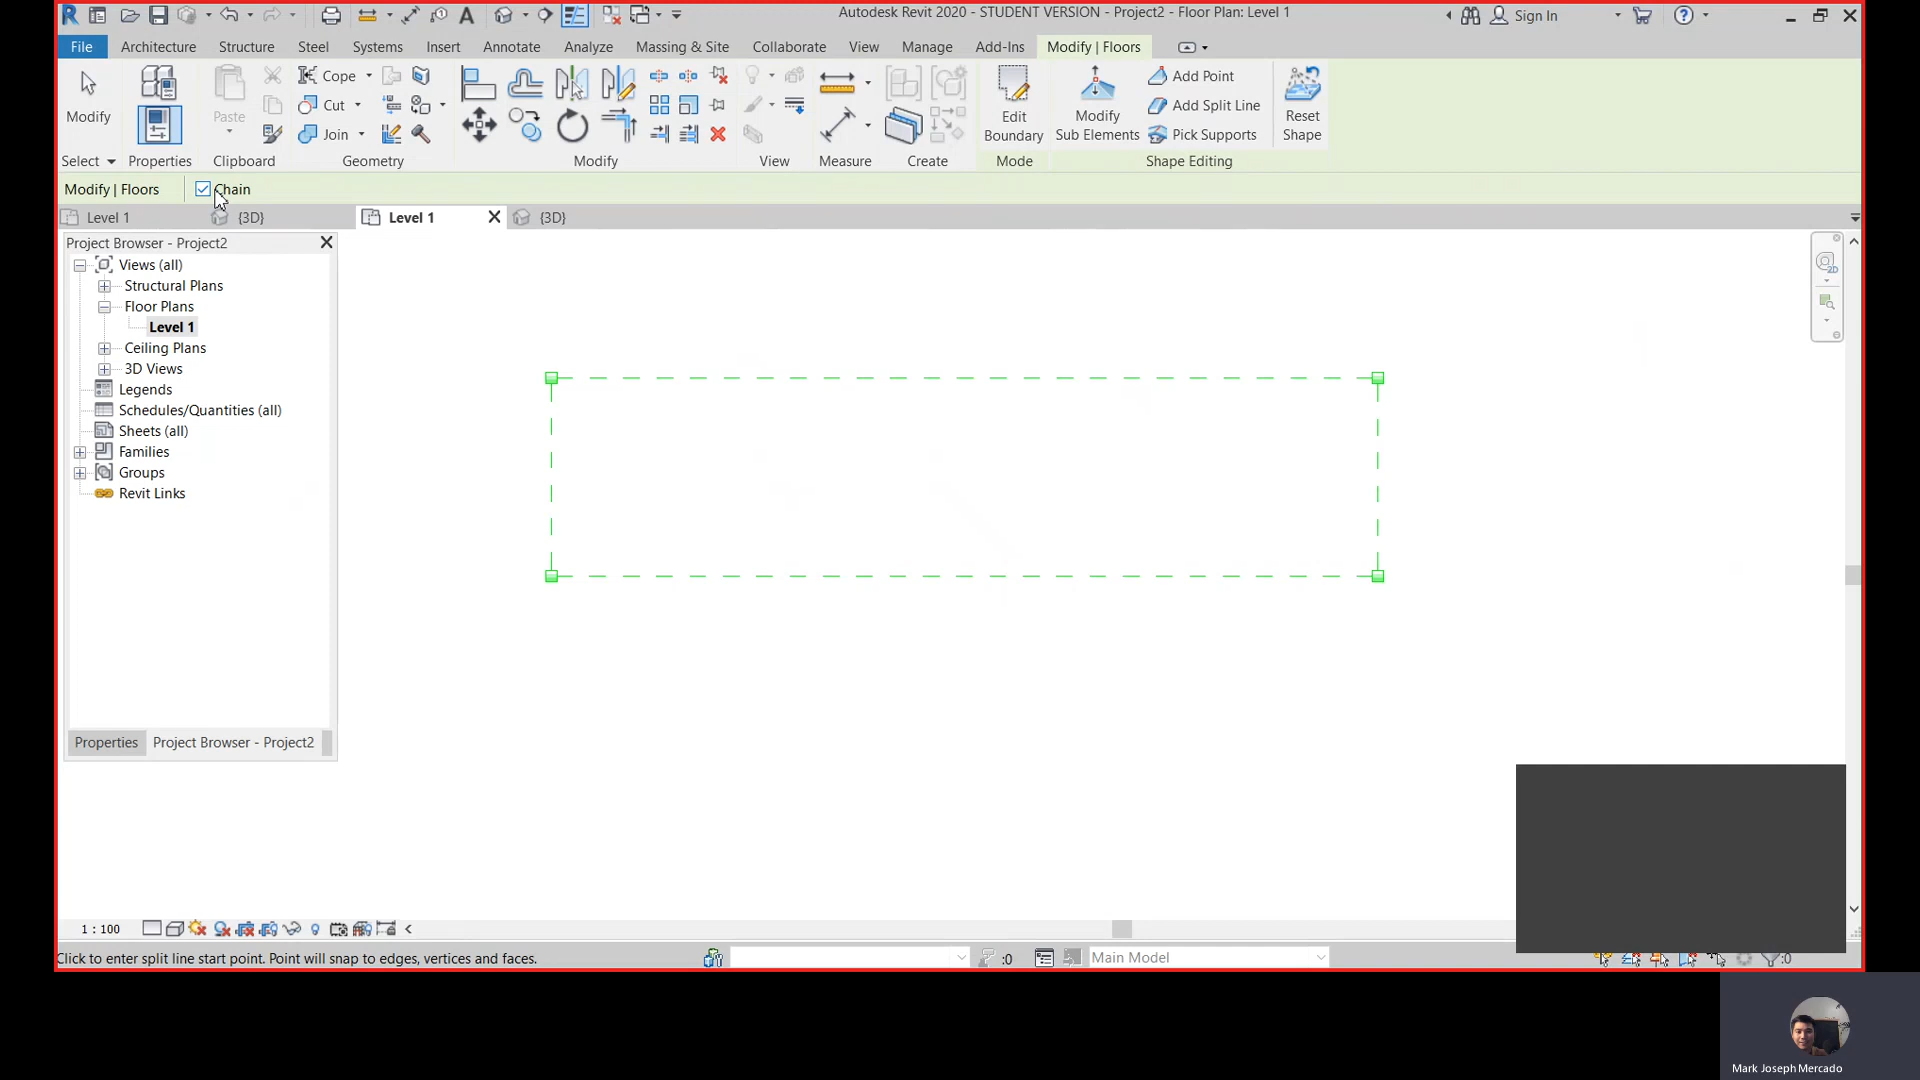 Autodesk Revit 2020 - STUDENT VERSION - Project2 - Floor Plan: Level 1
Sign In
File Architecture Structure Steel Systems Insert Annotate Analyze Massing & Site Collaborate View Manage Add-Ins Modify | Floors
Modify
Paste
Cope
Cut
Join
Edit
Boundary
Modify
Sub Elements
Add Point
Add Split Line
Pick Supports
Reset
Shape
Select Properties Clipboard Geometry Modify View Measure Create Mode Shape Editing
Modify | Floors Chain
Level 1 {3D} Level 1 {3D}
Project Browser - Project2
Views (all)
Structural Plans
Floor Plans
Level 1
Ceiling Plans
3D Views
Legends
Schedules/Quantities (all)
Sheets (all)
Families
Groups
Revit Links
Properties Project Browser - Project2
2D
1 : 100
Click to enter split line start point. Point will snap to edges, vertices and faces.
:0
Main Model
:0
Mark Joseph Mercado